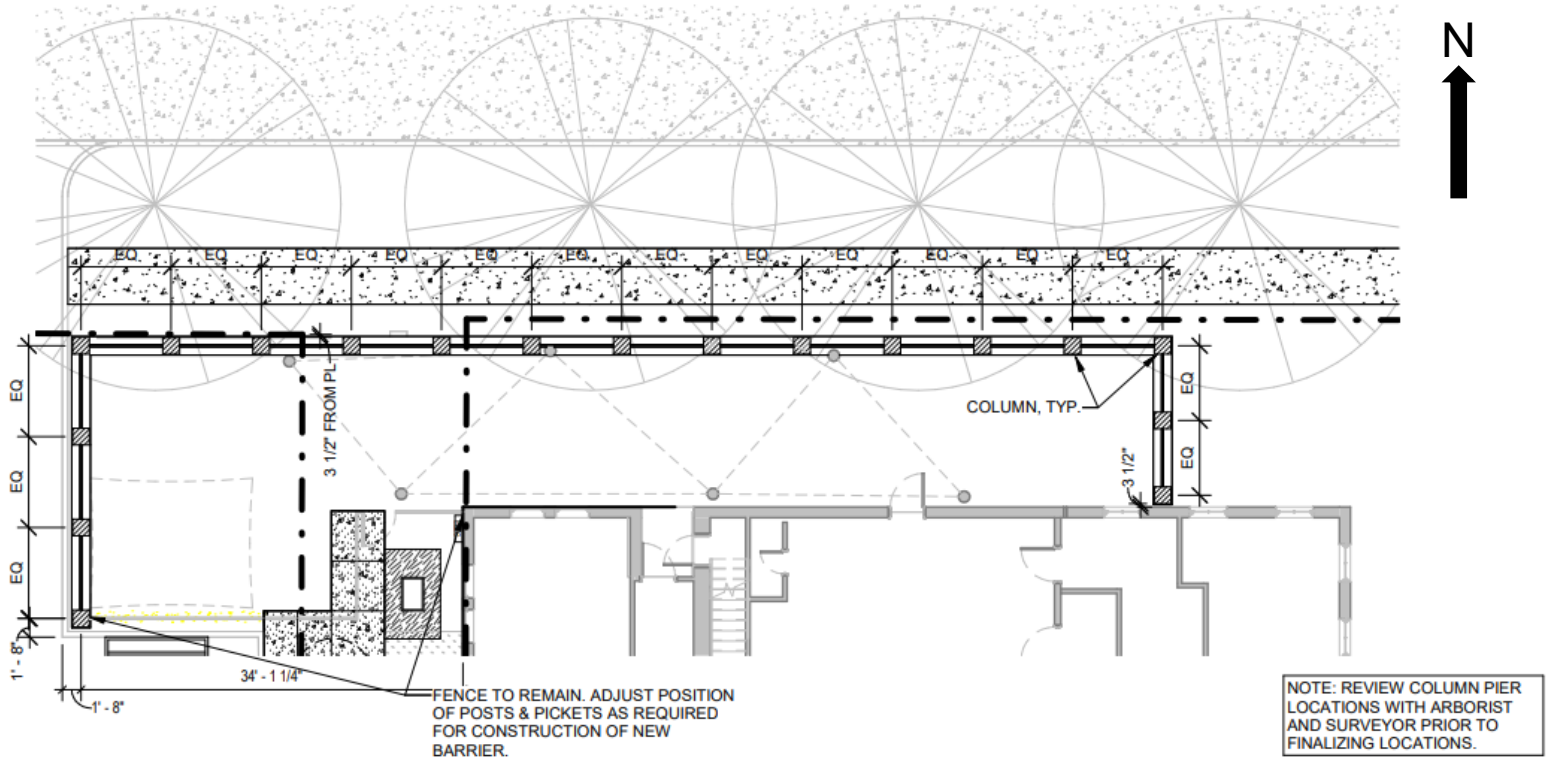 N
EQ EQ EQ EQ EQ EQ EQ EQ EQ EQ EQ EQ
3 1/2" FROM PL
EQ
EQ
EQ
EQ
EQ
COLUMN, TYP.
3 1/2"
1' - 8"
34' - 1 1/4"
1' - 8"
FENCE TO REMAIN. ADJUST POSITION
OF POSTS & PICKETS AS REQUIRED
FOR CONSTRUCTION OF NEW
BARRIER.
NOTE: REVIEW COLUMN PIER
LOCATIONS WITH ARBORIST
AND SURVEYOR PRIOR TO
FINALIZING LOCATIONS.